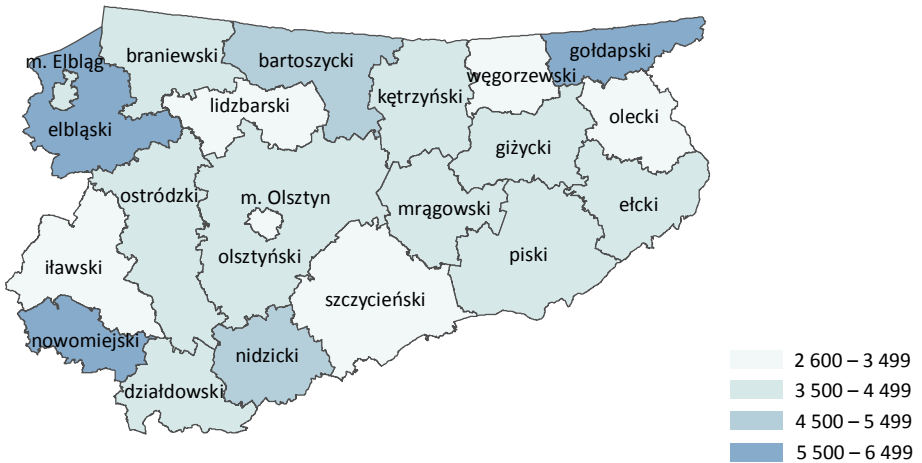 gołdapski
m. Elbląg
braniewski
bartoszycki
węgorzewski
kętrzyński
lidzbarski
olecki
elbląski
giżycki
ostródzki
m. Olsztyn
mrągowski
ełcki
olsztyński
piski
iławski
szczycieński
nowomiejski
nidzicki
działdowski
2 600 – 3 499
3 500 – 4 499
4 500 – 5 499
5 500 – 6 499